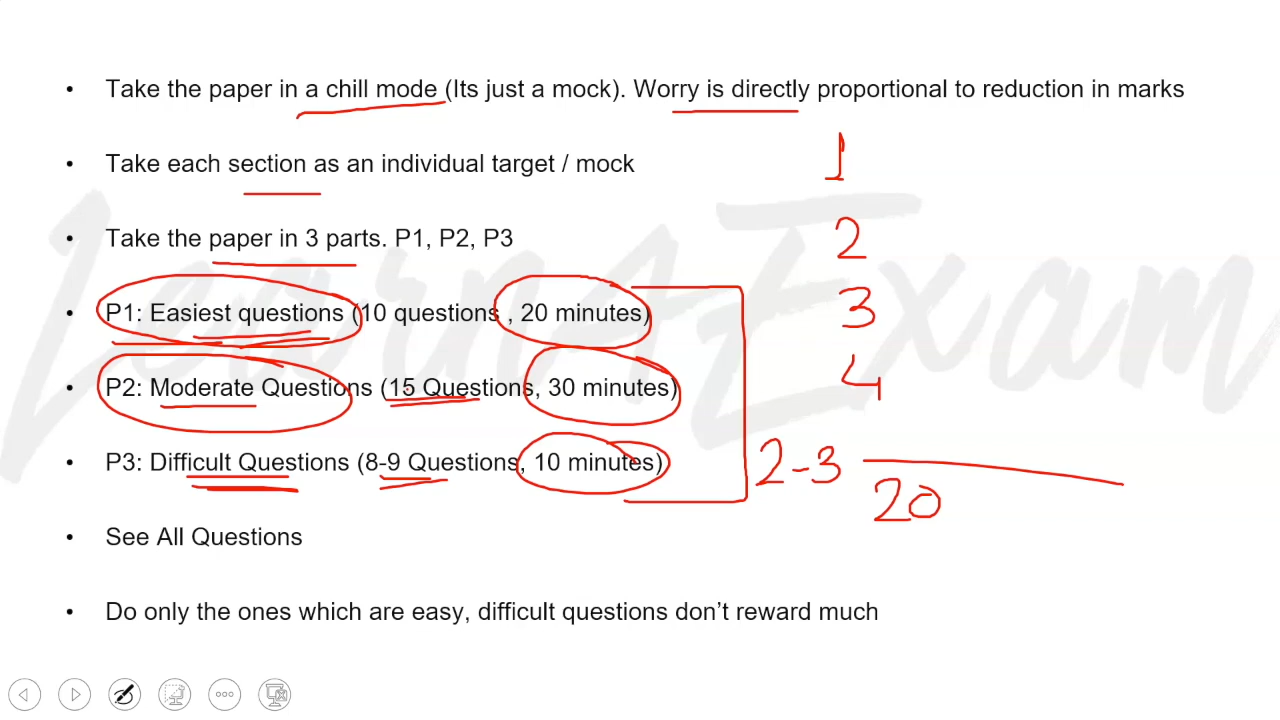 • Take the paper in a chill mode (Its just a mock). Worry is directly proportional to reduction in marks
1
• Take each section as an individual target / mock
2
• Take the paper in 3 parts. P1, P2, P3
• P1: Easiest questions (10 questions , 20 minutes)
3
• P2: Moderate Questions (15 Questions, 30 minutes)
4
• P3: Difficult Questions (8-9 Questions, 10 minutes)
2-3
20
• See All Questions
• Do only the ones which are easy, difficult questions don’t reward much
LearnAExam